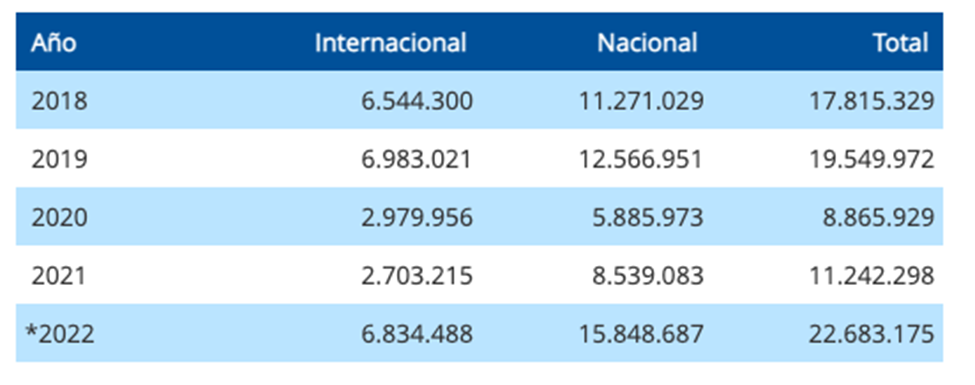 Año Internacional Nacional Total
2018 6.544.300 11.271.029 17.815.329
2019 6.983.021 12.566.951 19.549.972
2020 2.979.956 5.885.973 8.865.929
2021 2.703.215 8.539.083 11.242.298
*2022 6.834.488 15.848.687 22.683.175